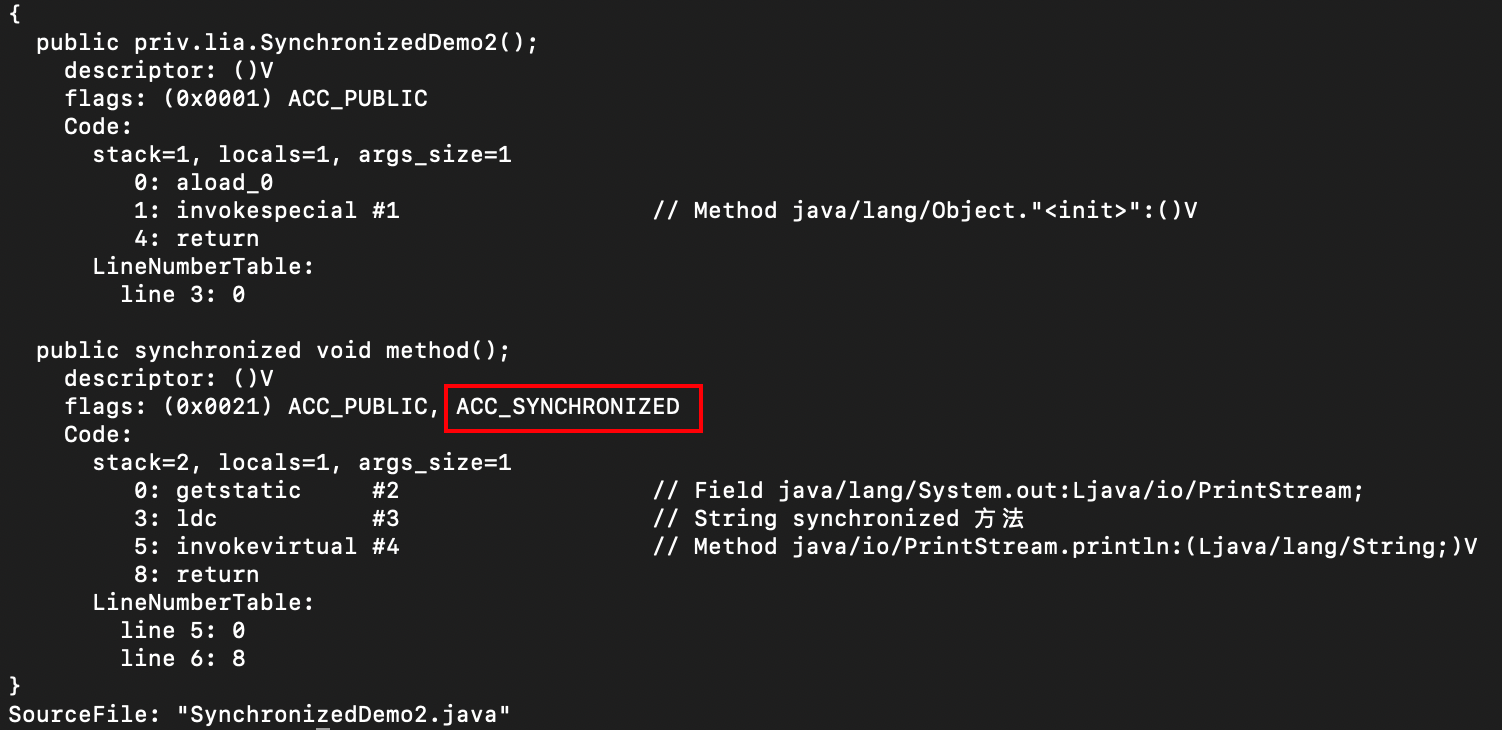 {
  public priv.lia.SynchronizedDemo2();
    descriptor: ()V
    flags: (0x0001) ACC_PUBLIC
    Code:
      stack=1, locals=1, args_size=1
         0: aload_0
         1: invokespecial #1                  // Method java/lang/Object."<init>":()V
         4: return
      LineNumberTable:
        line 3: 0

  public synchronized void method();
    descriptor: ()V
    flags: (0x0021) ACC_PUBLIC, ACC_SYNCHRONIZED
    Code:
      stack=2, locals=1, args_size=1
         0: getstatic     #2                  // Field java/lang/System.out:Ljava/io/PrintStream;
         3: ldc           #3                  // String synchronized 方法
         5: invokevirtual #4                  // Method java/io/PrintStream.println:(Ljava/lang/String;)V
         8: return
      LineNumberTable:
        line 5: 0
        line 6: 8
}
SourceFile: "SynchronizedDemo2.java"